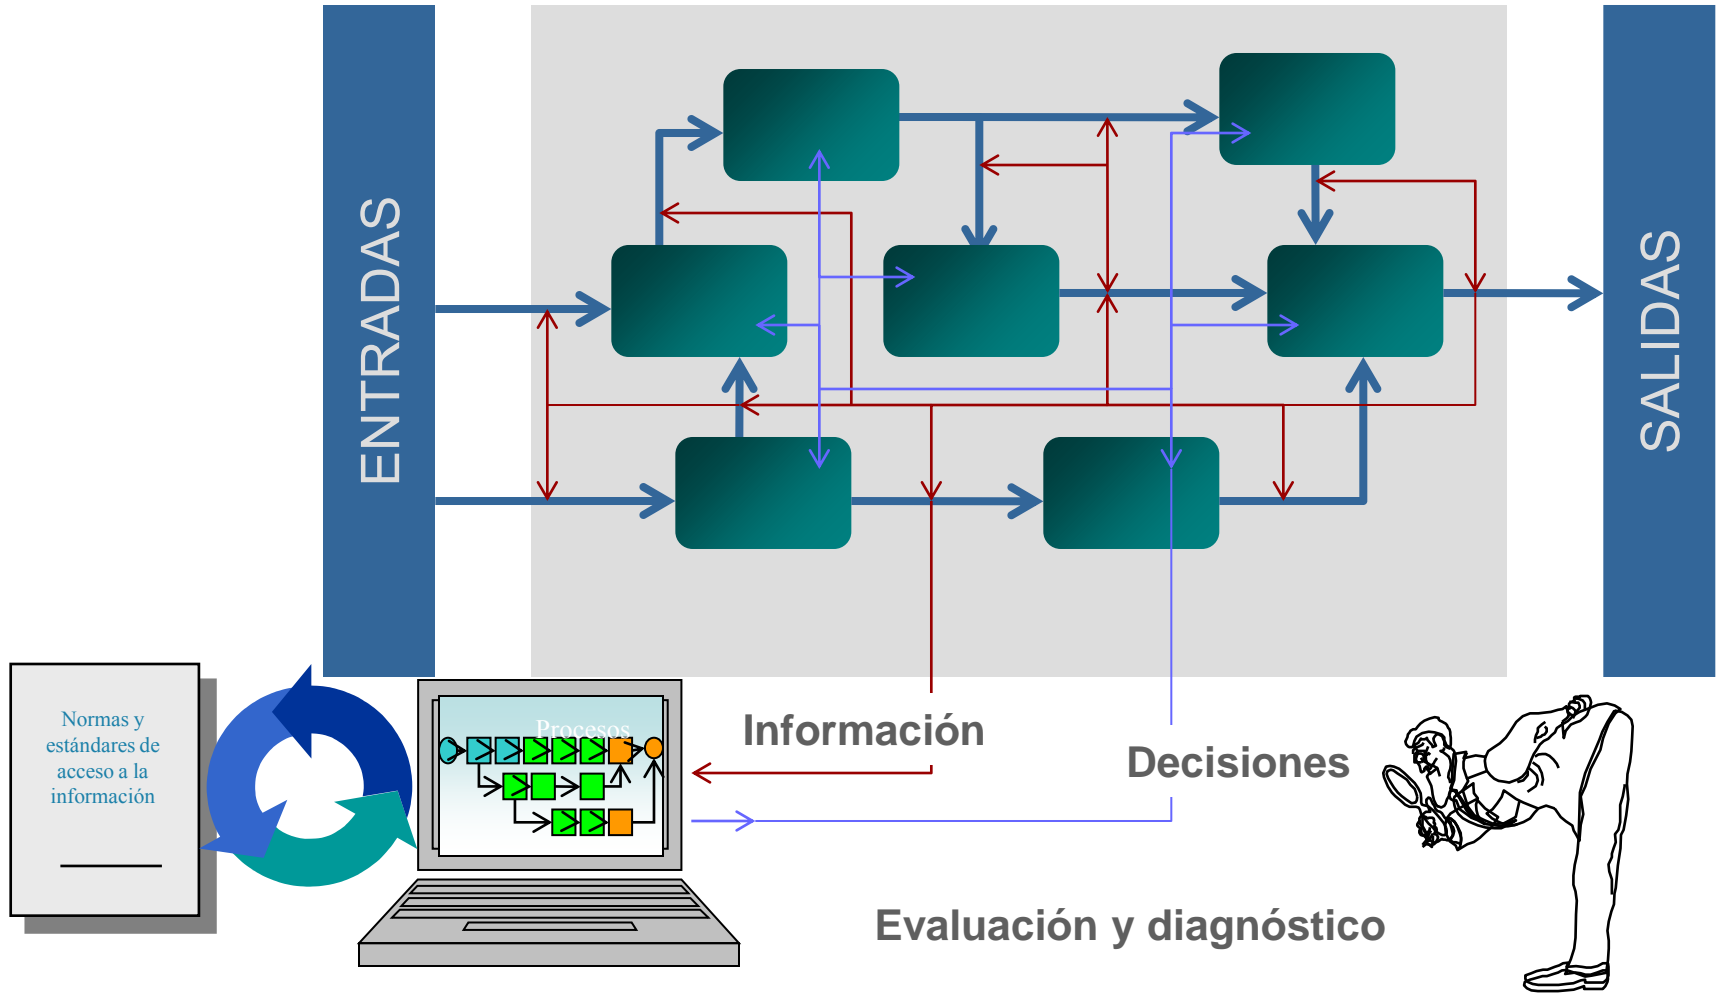 ENTRADAS
SALIDAS
Normas y
estándares de
acceso a la
información
Procesos
Información
Decisiones
Evaluación y diagnóstico